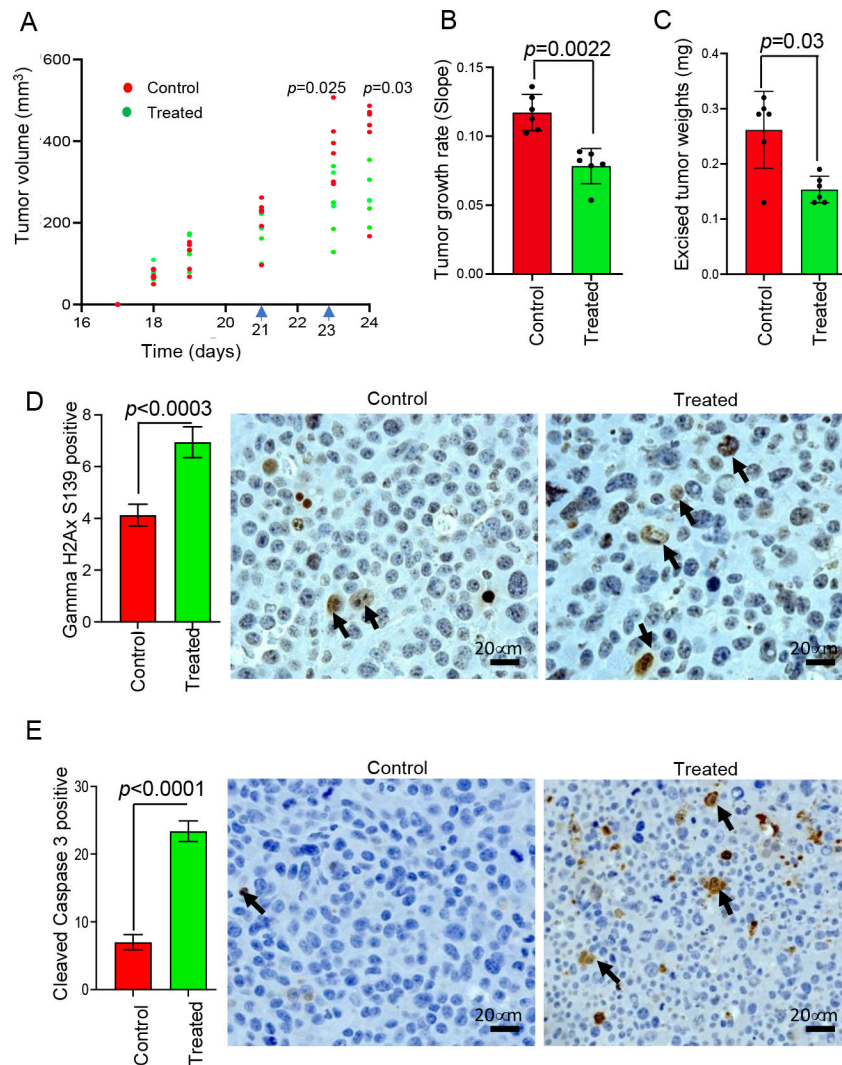 A
Tumor volume (mm³)
600
400
200
0
Control
Treated
p=0.025
p=0.03
16
18
20
21
22
23
24
Time (days)
B
p=0.0022
Tumor growth rate (Slope)
0.15
0.10
0.05
0.00
Control
Treated
C
p=0.03
Excised tumor weights (mg)
0.4
0.3
0.2
0.1
0.0
Control
Treated
D
p<0.0003
Gamma H2Ax S139 positive
8
6
4
2
0
Control
Treated
Control
20∝m
Treated
20∝m
E
p<0.0001
Cleaved Caspase 3 positive
30
20
10
0
Control
Treated
Control
20∝m
Treated
20∝m